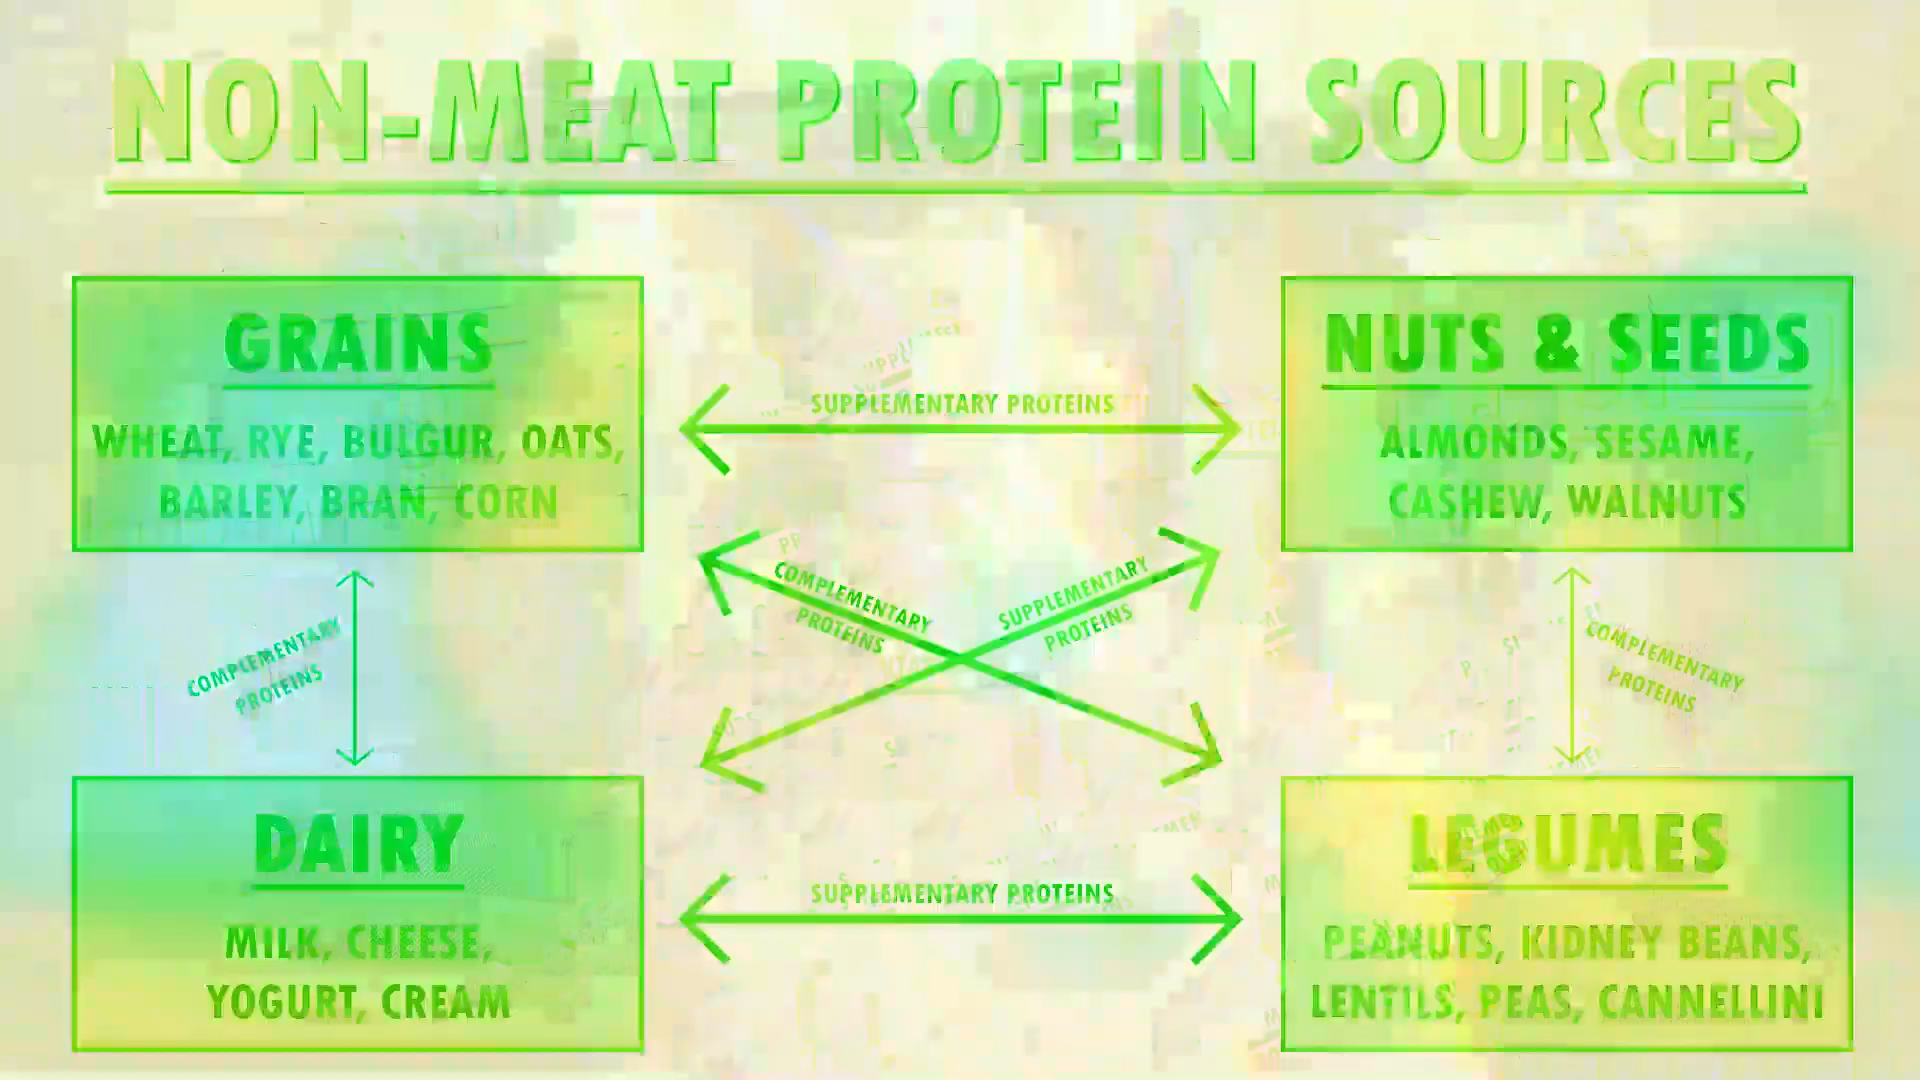 NON-MEAT PROTEIN SOURCES
GRAINS
WHEAT, RYE, BULGUR, OATS,
BARLEY, BRAN, CORN
SUPPLEMENTARY PROTEINS
NUTS & SEEDS
ALMONDS, SESAME,
CASHEW, WALNUTS
COMPLEMENTARY
PROTEINS
COMPLEMENTARY
PROTEINS
SUPPLEMENTARY
PROTEINS
COMPLEMENTARY
PROTEINS
DAIRY
MILK, CHEESE,
YOGURT, CREAM
SUPPLEMENTARY PROTEINS
LEGUMES
PEANUTS, KIDNEY BEANS,
LENTILS, PEAS, CANNELLINI